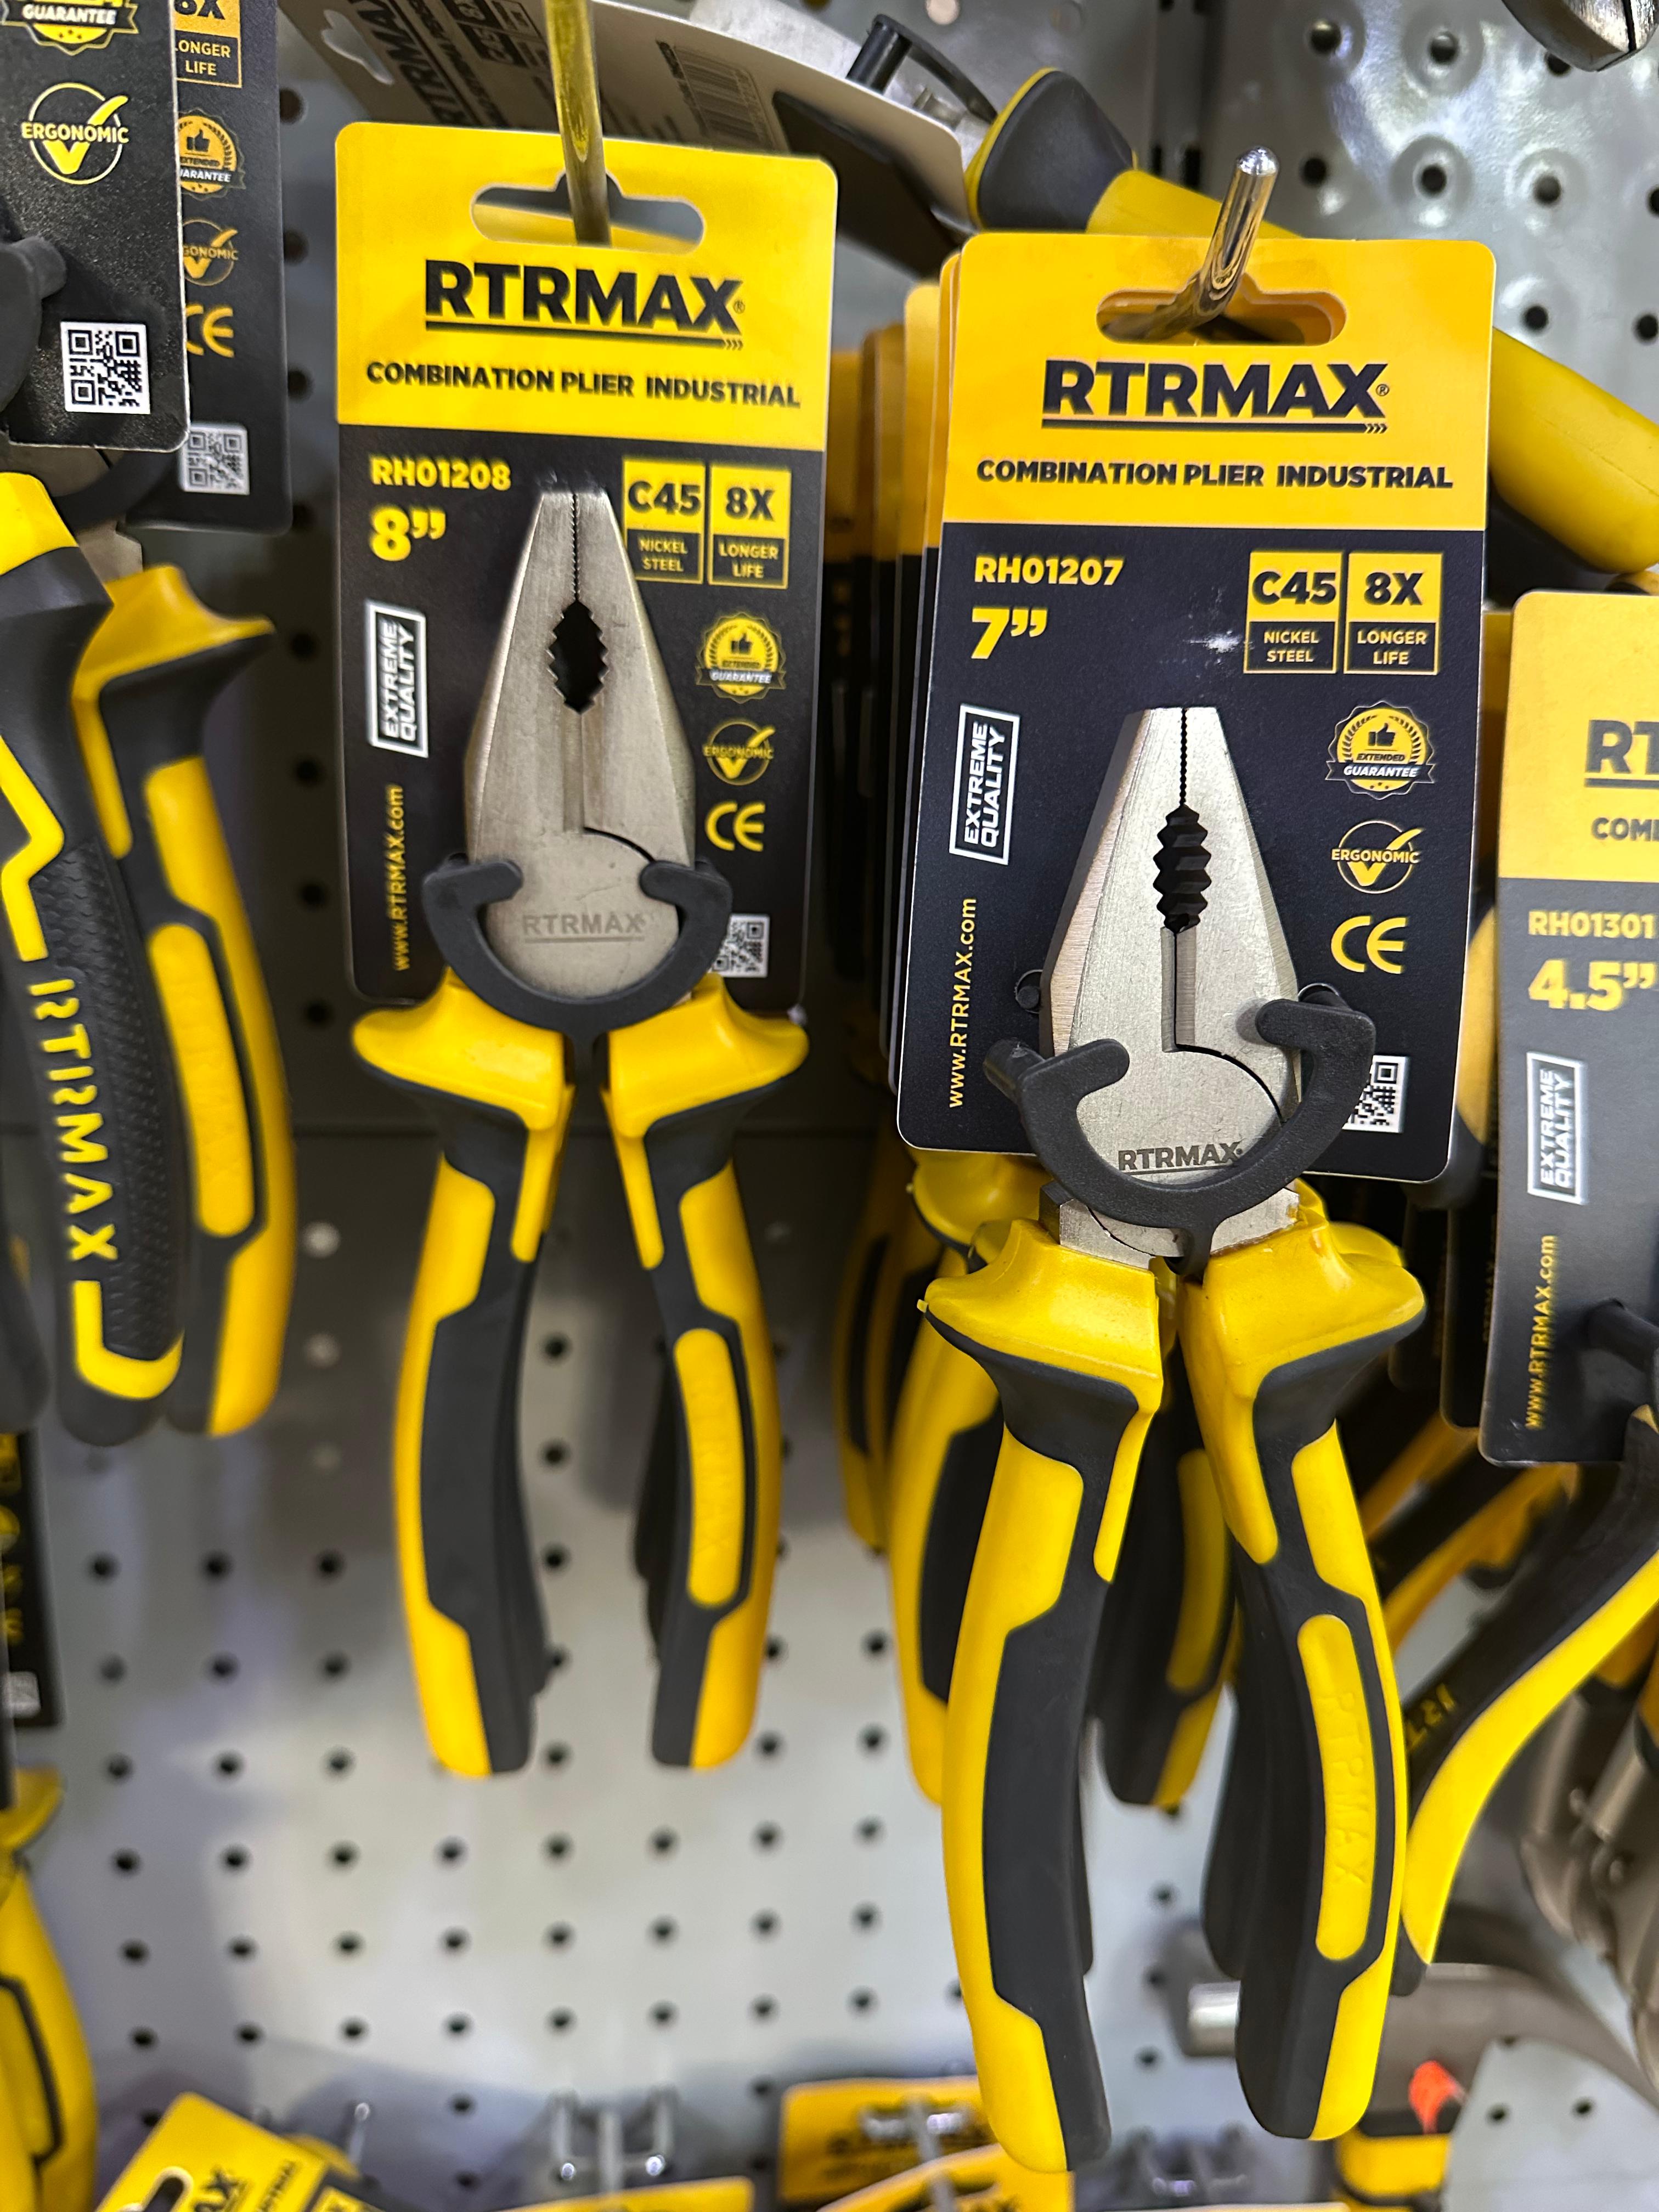 GUARANTEE
ERGONOMIC
8X
LONGER
LIFE
EXTENDED
CE
RTIRMAX
RTRMAX®
COMBINATION PLIER INDUSTRIAL
RH01208
8”
C45
NICKEL
STEEL
8X
LONGER
LIFE
EXTREME
QUALITY
EXTENDED
GUARANTEE
ERGONOMIC
CE
www.RTRMAX.com
RTRMAX
RTRMAX®
COMBINATION PLIER INDUSTRIAL
RH01207
7”
C45
NICKEL
STEEL
8X
LONGER
LIFE
EXTREME
QUALITY
EXTENDED
GUARANTEE
ERGONOMIC
CE
www.RTRMAX.com
RTRMAX
RTRMAX
RH01301
4.5”
EXTREME
QUALITY
www.RTRMAX.com